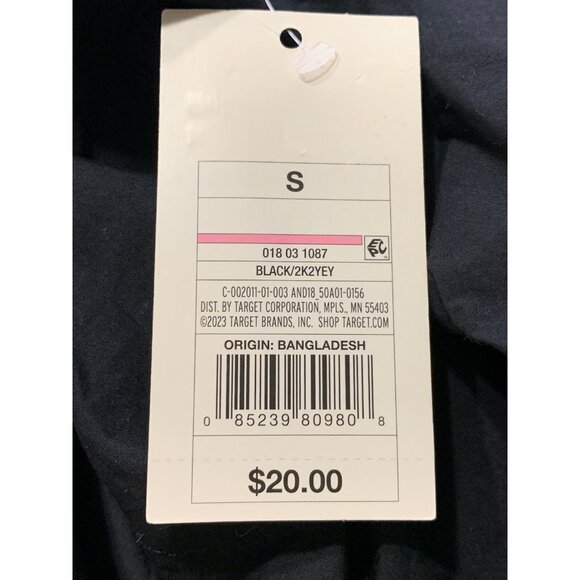 S
018 03 1087
EPC
BLACK/2K2YEY
C-002011-01-003 AND18 50A01-0156
DIST. BY TARGET CORPORATION, MPLS., MN 55403
©2023 TARGET BRANDS, INC. SHOP TARGET.COM
ORIGIN: BANGLADESH
0 85239 80980 8
$20.00